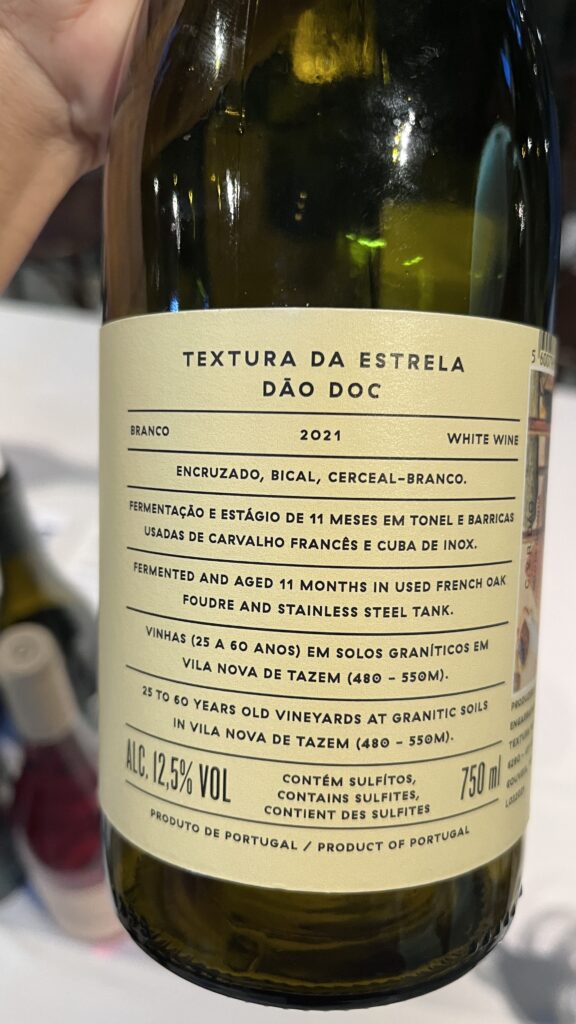 TEXTURA DA ESTRELA
DÃO DOC
BRANCO 2021 WHITE WINE
ENCRUZADO, BICAL, CERCEAL-BRANCO.
FERMENTAÇÃO E ESTÁGIO DE 11 MESES EM TONEL E BARRICAS
USADAS DE CARVALHO FRANCÊS E CUBA DE INOX.
FERMENTED AND AGED 11 MONTHS IN USED FRENCH OAK
FOUDRE AND STAINLESS STEEL TANK.
VINHAS (25 A 60 ANOS) EM SOLOS GRANÍTICOS EM
VILA NOVA DE TAZEM (480 - 550M).
25 TO 60 YEARS OLD VINEYARDS AT GRANITIC SOILS
IN VILA NOVA DE TAZEM (480 - 550M).
ALC. 12,5% VOL
CONTÉM SULFÍTOS,
CONTAINS SULFITES,
CONTIENT DES SULFITES
750 ml
PRODUTO DE PORTUGAL / PRODUCT OF PORTUGAL